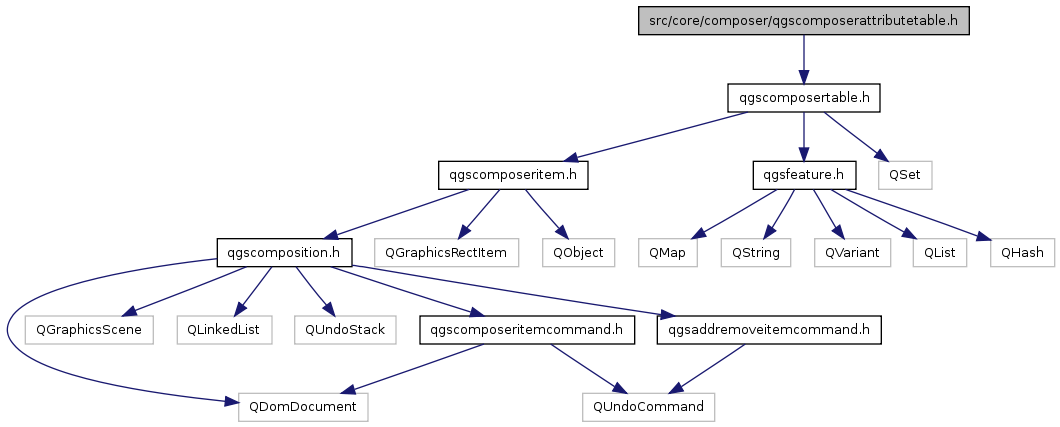 src/core/composer/qgscomposerattributetable.h
qgscomposertable.h
qgscomposeritem.h
qgsfeature.h
QSet
qgscomposition.h
QGraphicsRectItem
QObject
QMap
QString
QVariant
QList
QHash
QGraphicsScene
QLinkedList
QUndoStack
qgscomposeritemcommand.h
qgsaddremoveitemcommand.h
QDomDocument
QUndoCommand